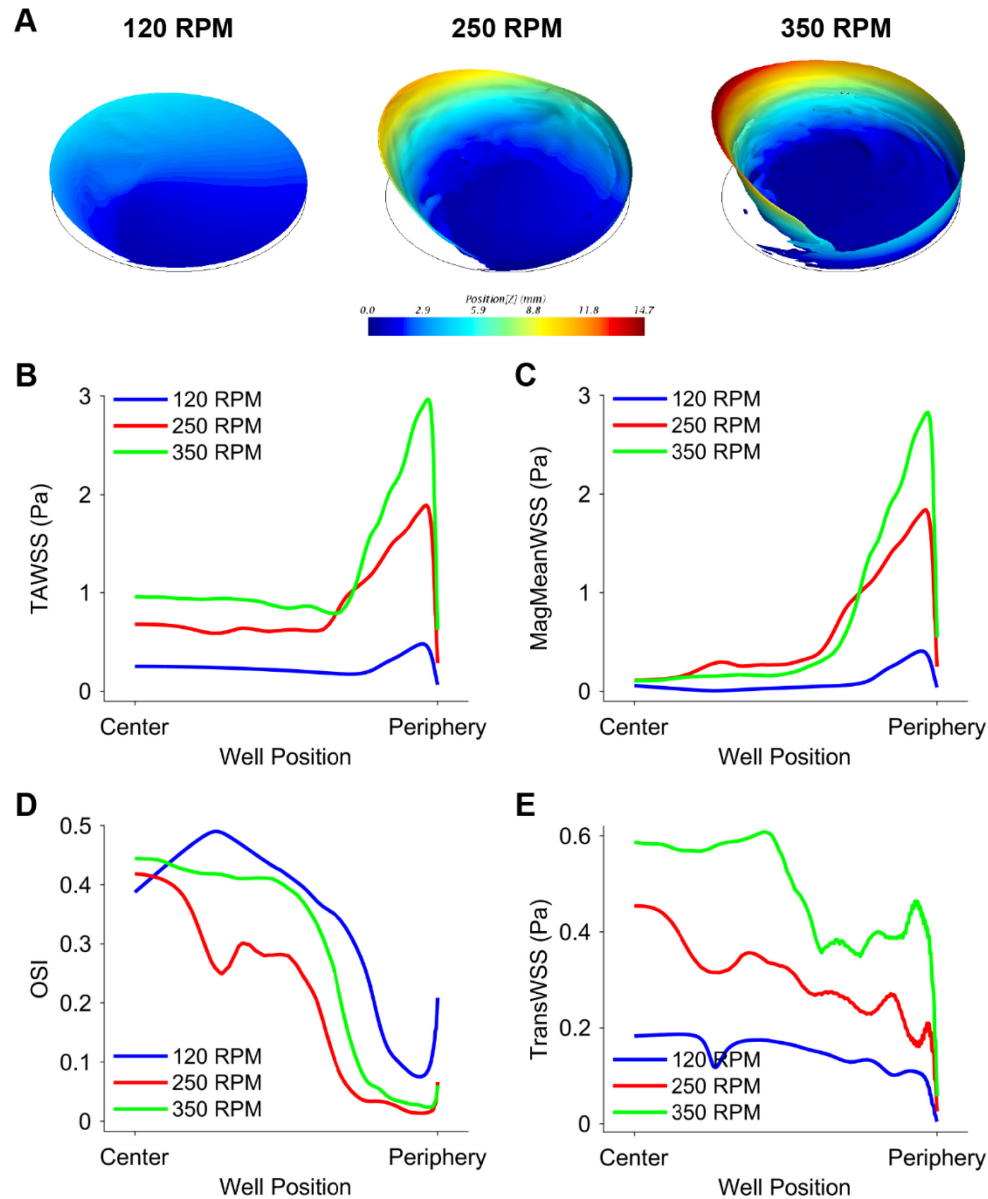 A
120 RPM 250 RPM 350 RPM
Position[Z] (mm)
0.0 2.9 5.9 8.8 11.8 14.7
B
3
2
1
0
TAWSS (Pa)
120 RPM
250 RPM
350 RPM
Center Periphery
Well Position
C
3
2
1
0
MagMeanWSS (Pa)
120 RPM
250 RPM
350 RPM
Center Periphery
Well Position
D
0.5
0.4
0.3
0.2
0.1
0
OSI
120 RPM
250 RPM
350 RPM
Center Periphery
Well Position
E
0.6
0.4
0.2
0
TransWSS (Pa)
120 RPM
250 RPM
350 RPM
Center Periphery
Well Position